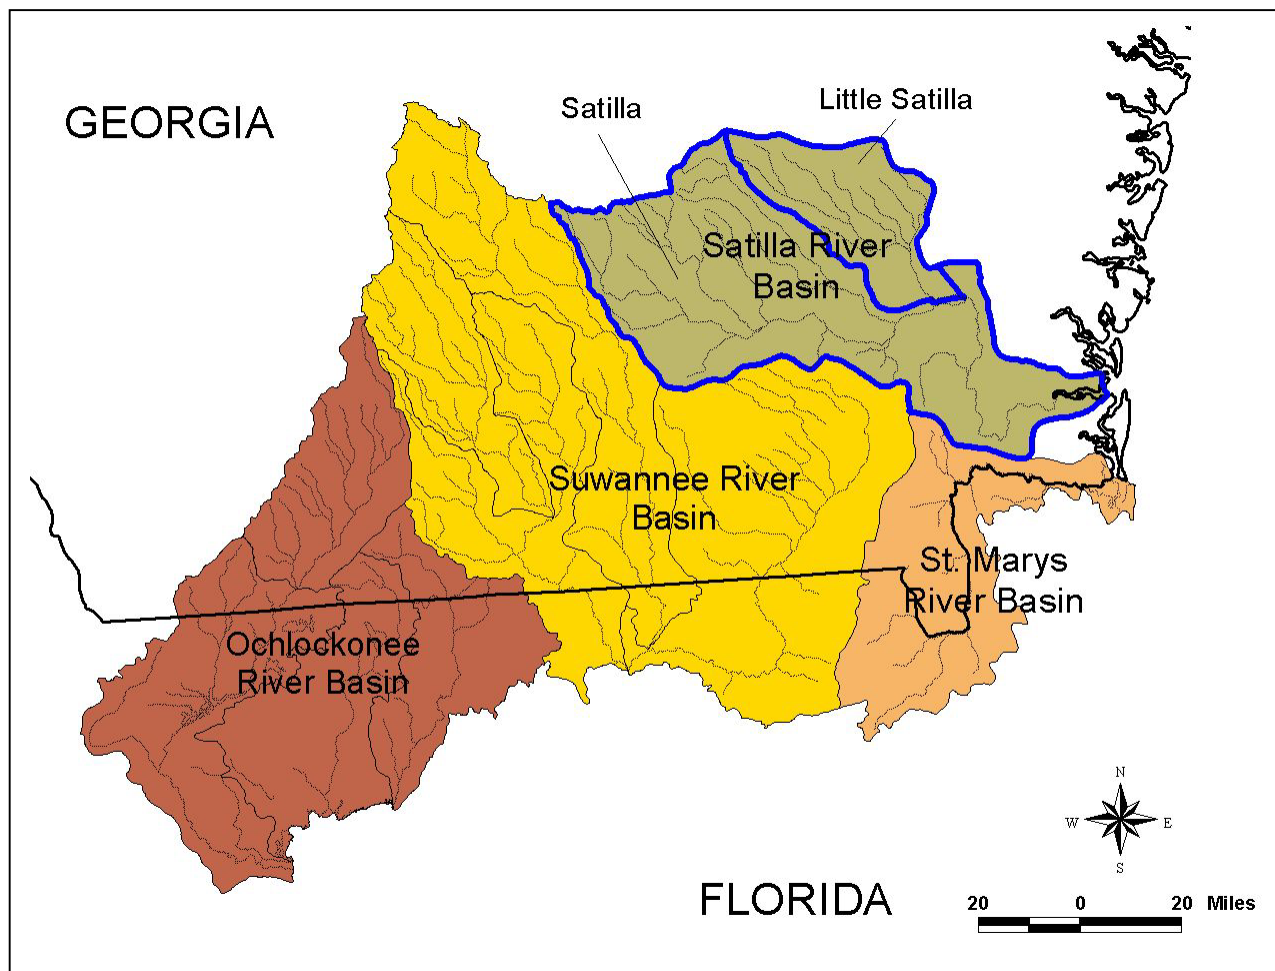 GEORGIA
Satilla
Little Satilla
Satilla River
Basin
Suwannee River
Basin
St. Marys
River Basin
Ochlockonee
River Basin
N
W
E
S
FLORIDA
20
0
20
Miles